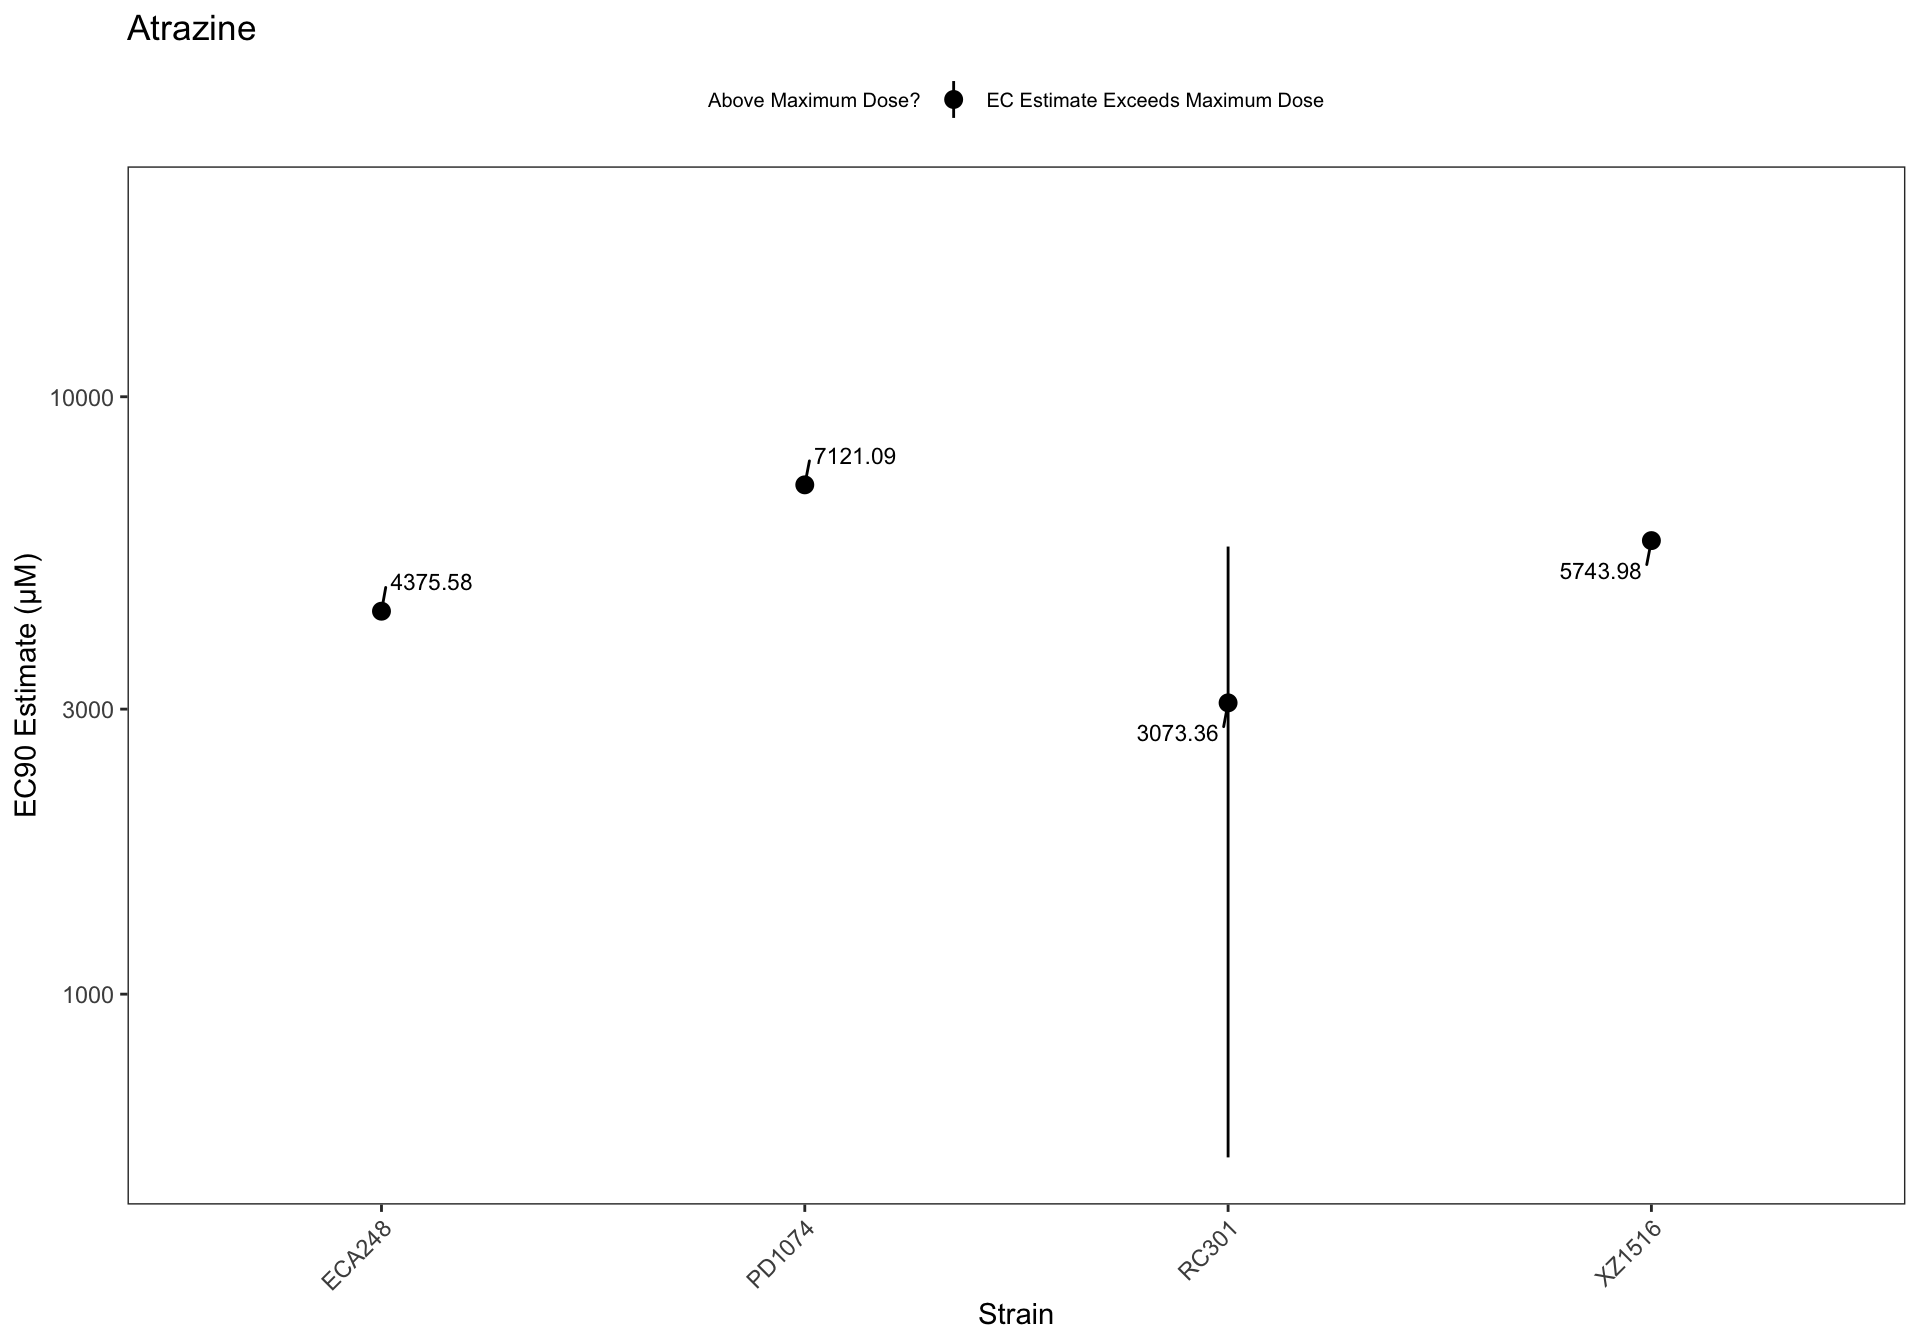 Atrazine
Above Maximum Dose? EC Estimate Exceeds Maximum Dose
EC90 Estimate (µM)
10000
3000
1000
7121.09
5743.98
4375.58
3073.36
ECA248
PD1074
RC301
XZ1516
Strain